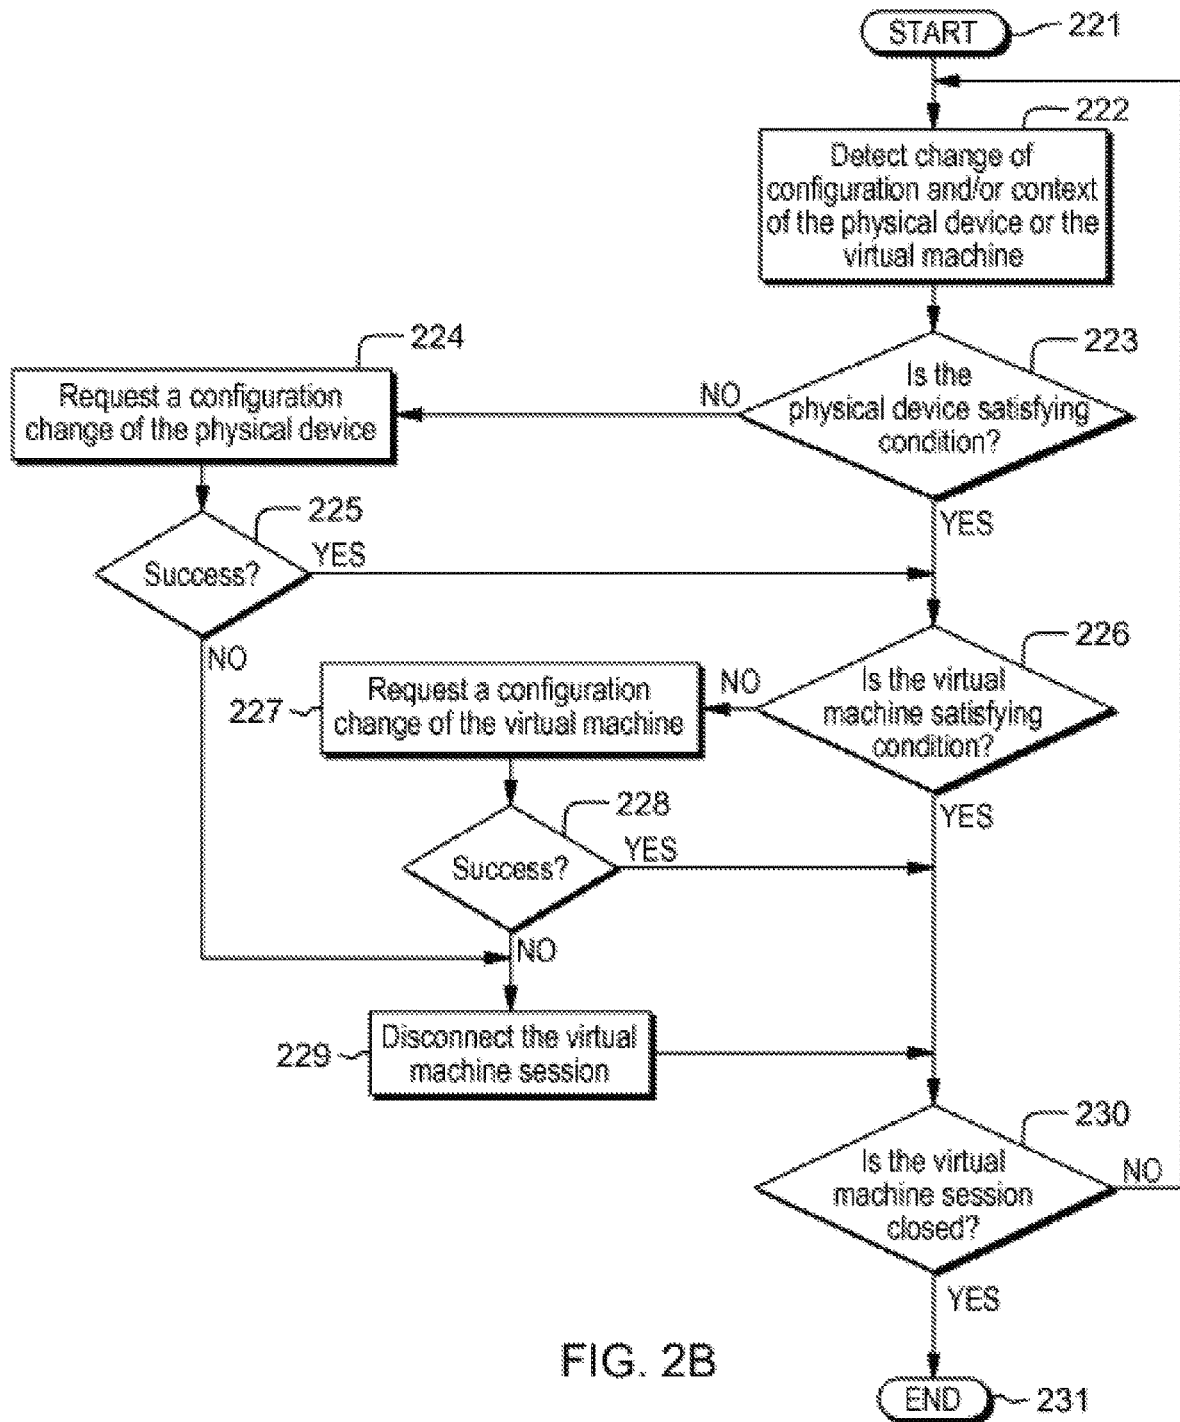 START
221
222
Detect change of
configuration and/or context
of the physical device or the
virtual machine
224
223
Request a configuration
change of the physical device
NO
Is the
physical device satisfying
condition?
YES
225
Success?
YES
NO
226
227
Request a configuration
change of the virtual machine
NO
Is the virtual
machine satisfying
condition?
YES
228
Success?
YES
NO
229
Disconnect the virtual
machine session
230
Is the virtual
machine session
closed?
NO
YES
FIG. 2B
END
231